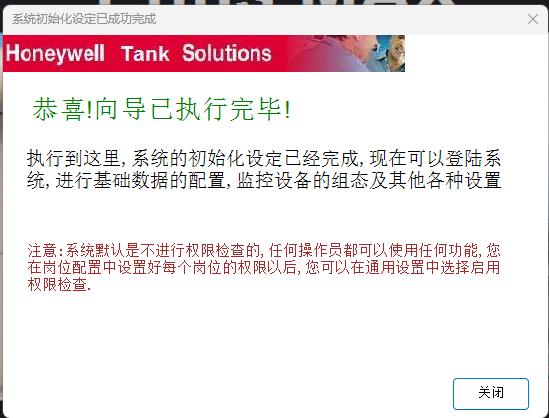 系统初始化设定已成功完成
Honeywell Tank Solutions
恭喜!向导已执行完毕!
执行到这里,系统的初始化设定已经完成,现在可以登陆系
统,进行基础数据的配置,监控设备的组态及其他各种设置
注意:系统默认是不进行权限检查的,任何操作员都可以使用任何功能,您
在岗位配置中设置好每个岗位的权限以后,您可以在通用设置中选择启用
权限检查.
关闭